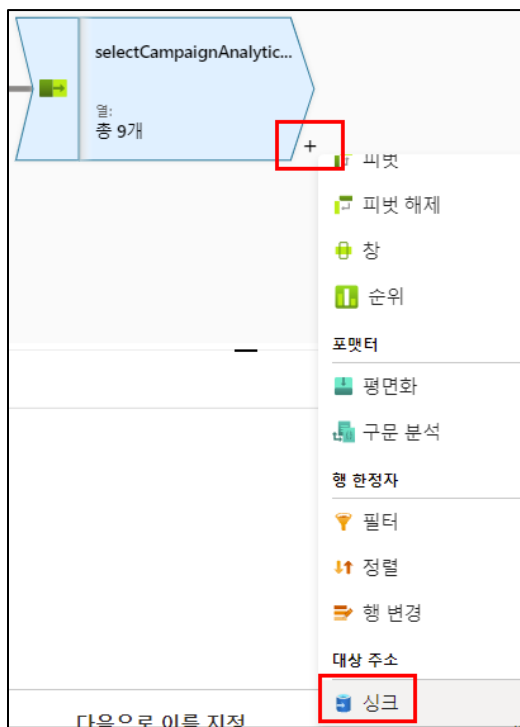 selectCampaignAnalytic...
열:
총 9개
+
피벗
피벗 해제
창
순위
포맷터
평면화
구문 분석
행 한정자
필터
정렬
행 변경
대상 주소
싱크
다음으로 이름 지정